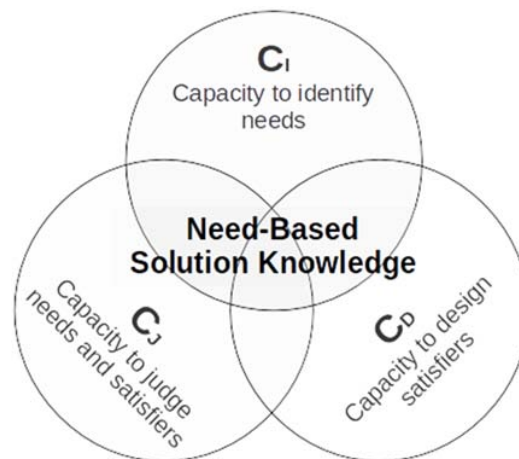 CI
Capacity to identify
needs
Need-Based
Solution Knowledge
CJ
Capacity to judge
needs and satisfiers
CD
Capacity to design
satisfiers